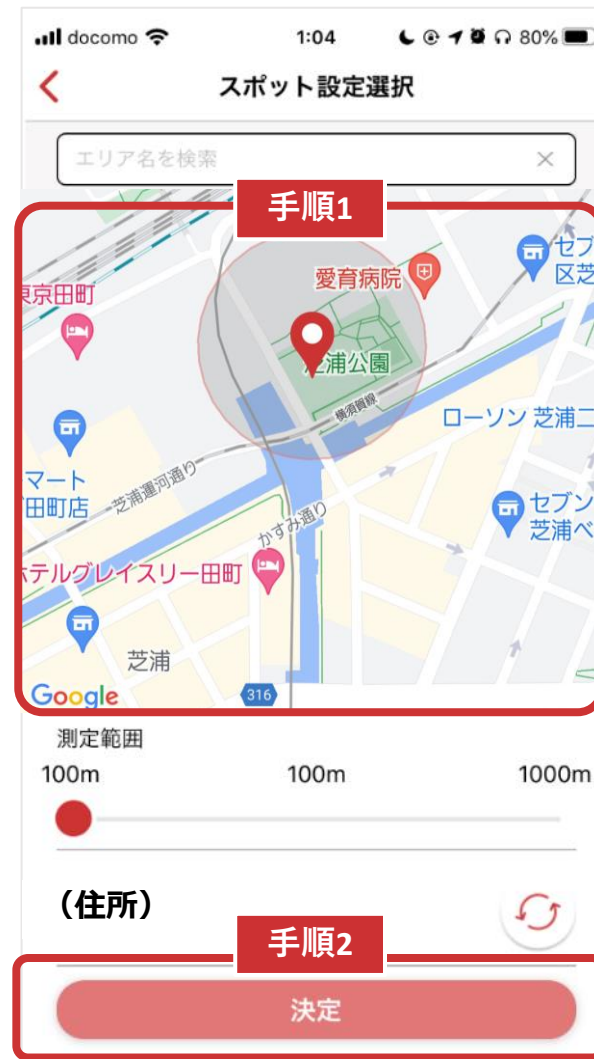 docomo 1:04 80%
スポット設定選択
エリア名を検索
手順1
セブ
区芝
愛育病院
東京田町
芝浦公園
横須賀線
ローソン 芝浦二
マート
田町店
芝浦運河通り
セブン
芝浦ベ
かすみ通り
ホテルグレイスリー田町
芝浦
Google
316
測定範囲
100m 100m 1000m
（住所）
手順2
決定